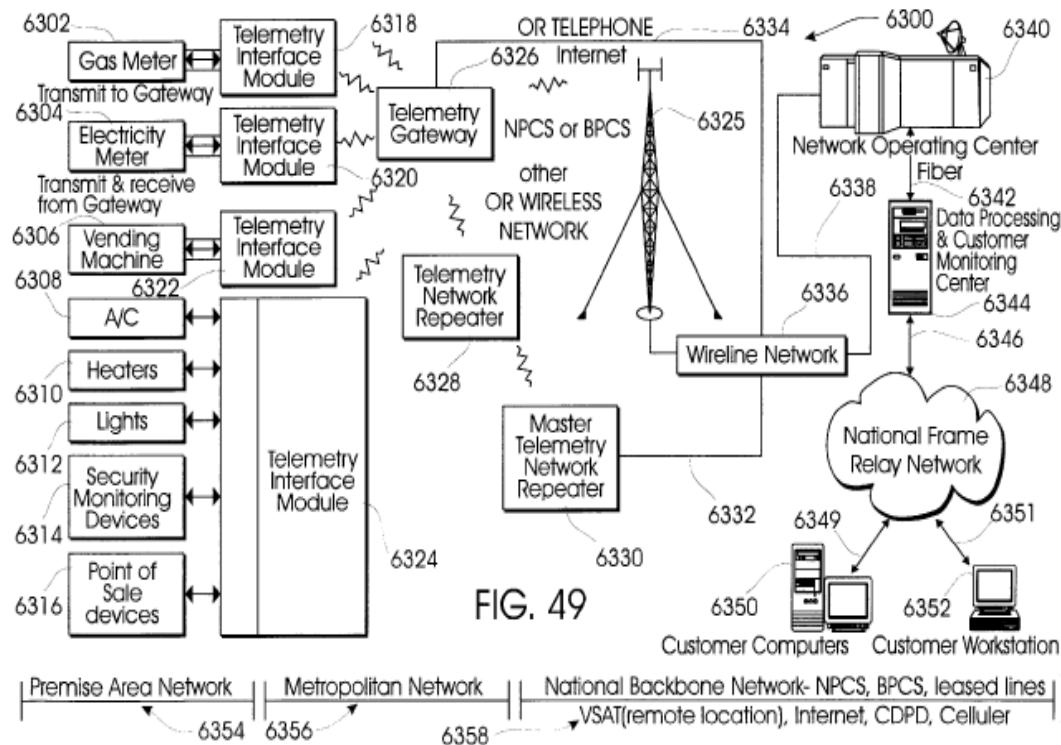 6302
Gas Meter
Transmit to Gateway
6304
Electricity
Meter
Transmit & receive
from Gateway
6306
Vending
Machine
6308
A/C
Heaters
6310
Lights
6312
Security
Monitoring
Devices
6314
Point of
Sale
devices
6316
Telemetry
Interface
Module
6318
Telemetry
Interface
Module
6320
Telemetry
Interface
Module
6322
Telemetry
Interface
Module
6324
OR TELEPHONE
6334
Internet
6326
Telemetry
Gateway
NPCS or BPCS
other
OR WIRELESS
NETWORK
6325
Telemetry
Network
Repeater
6328
Master
Telemetry
Network
Repeater
6330
6332
6336
Wireline Network
6338
6300
6340
Network Operating Center
Fiber
6342
Data Processing
& Customer
Monitoring
Center
6344
6346
6348
National Frame
Relay Network
6349
6351
6350
6352
Customer Computers
Customer Workstation
FIG. 49
Premise Area Network
6354
Metropolitan Network
6356
National Backbone Network- NPCS, BPCS, leased lines
VSAT(remote location), Internet, CDPD, Celluler
6358